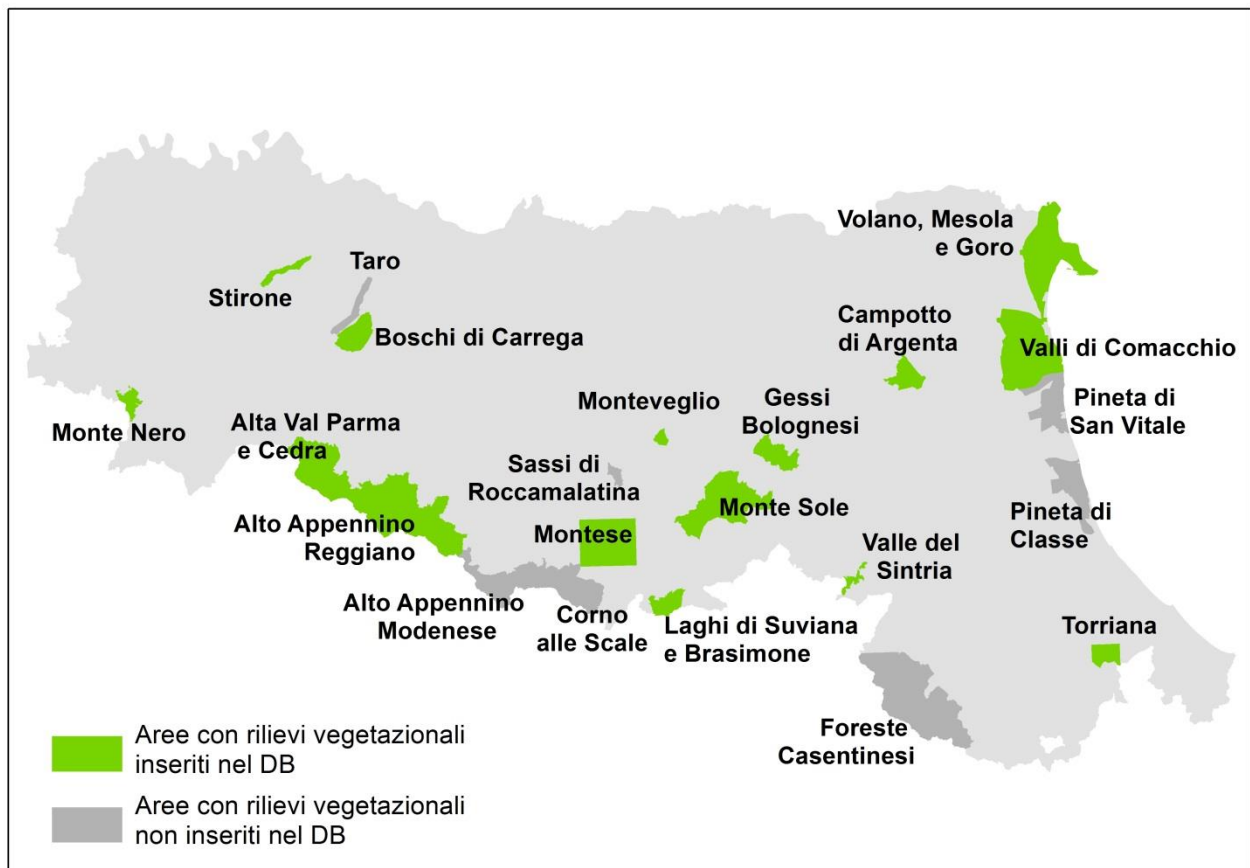 Volano, Mesola
e Goro
Taro
Stirone
Campotto
di Argenta
Boschi di Carrega
Valli di Comacchio
Monteveglio
Gessi
Bolognesi
Pineta di
San Vitale
Monte Nero
Alta Val Parma
e Cedra
Sassi di
Roccamalatina
Monte Sole
Pineta di
Classe
Alto Appennino
Reggiano
Montese
Valle del
Sintria
Alto Appennino
Modenese
Corno
alle Scale
Laghi di Suviana
e Brasimone
Torriana
Foreste
Casentinesi
Aree con rilievi vegetazionali
inseriti nel DB
Aree con rilievi vegetazionali
non inseriti nel DB